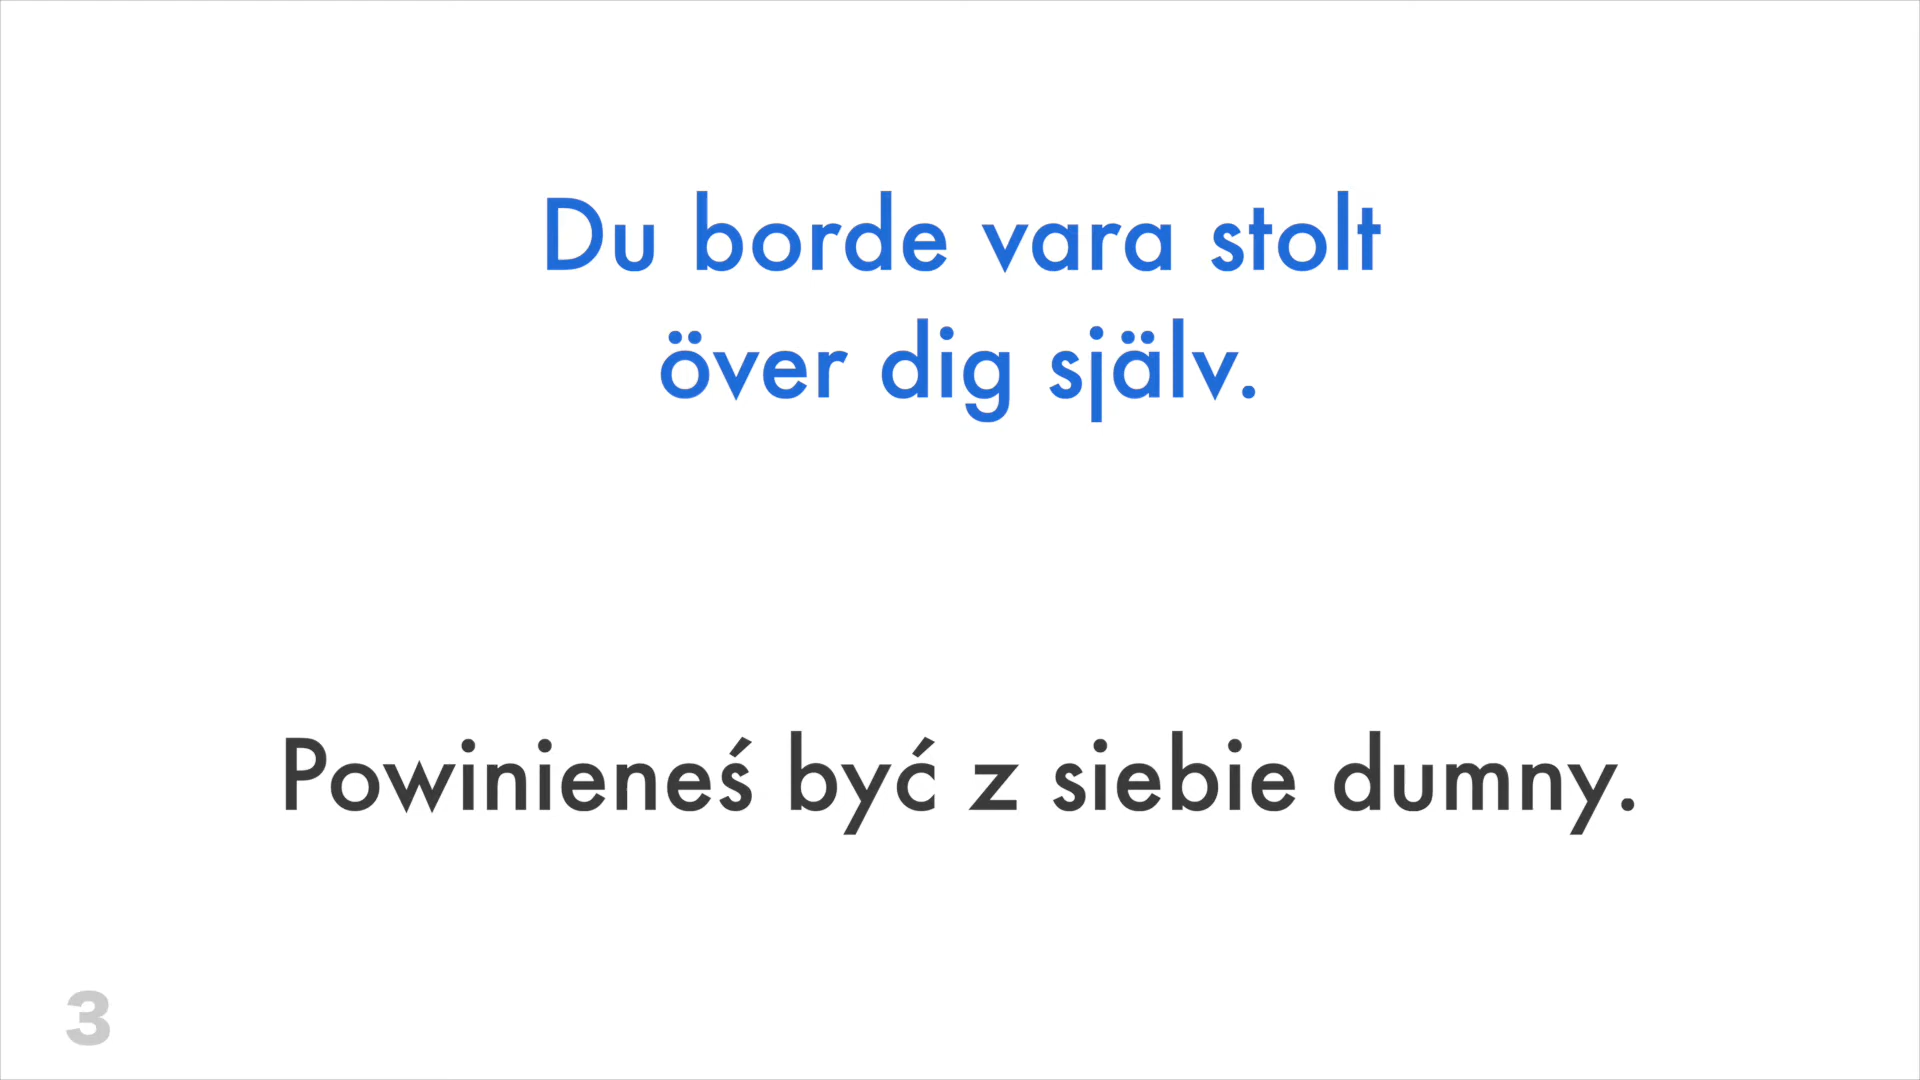 Du borde vara stolt
över dig själv.
Powinieneś być z siebie dumny.
3